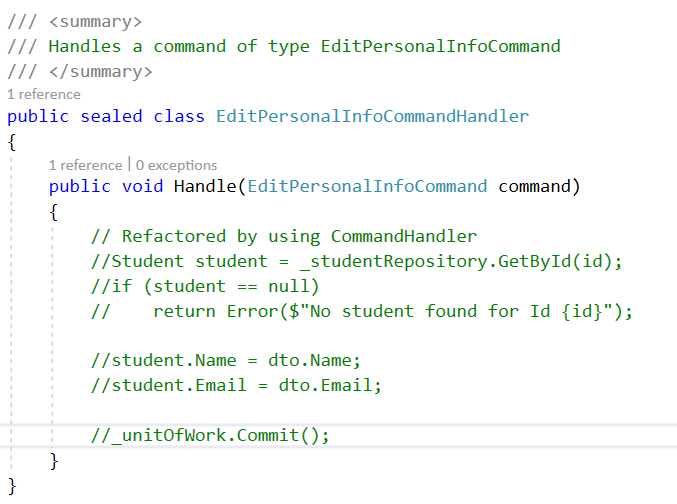 /// <summary>
/// Handles a command of type EditPersonalInfoCommand
/// </summary>
1 reference
public sealed class EditPersonalInfoCommandHandler
{
1 reference | 0 exceptions
public void Handle(EditPersonalInfoCommand command)
{
// Refactored by using CommandHandler
//Student student = _studentRepository.GetById(id);
//if (student == null)
//    return Error($"No student found for Id {id}");
//student.Name = dto.Name;
//student.Email = dto.Email;
//_unitOfWork.Commit();
}
}